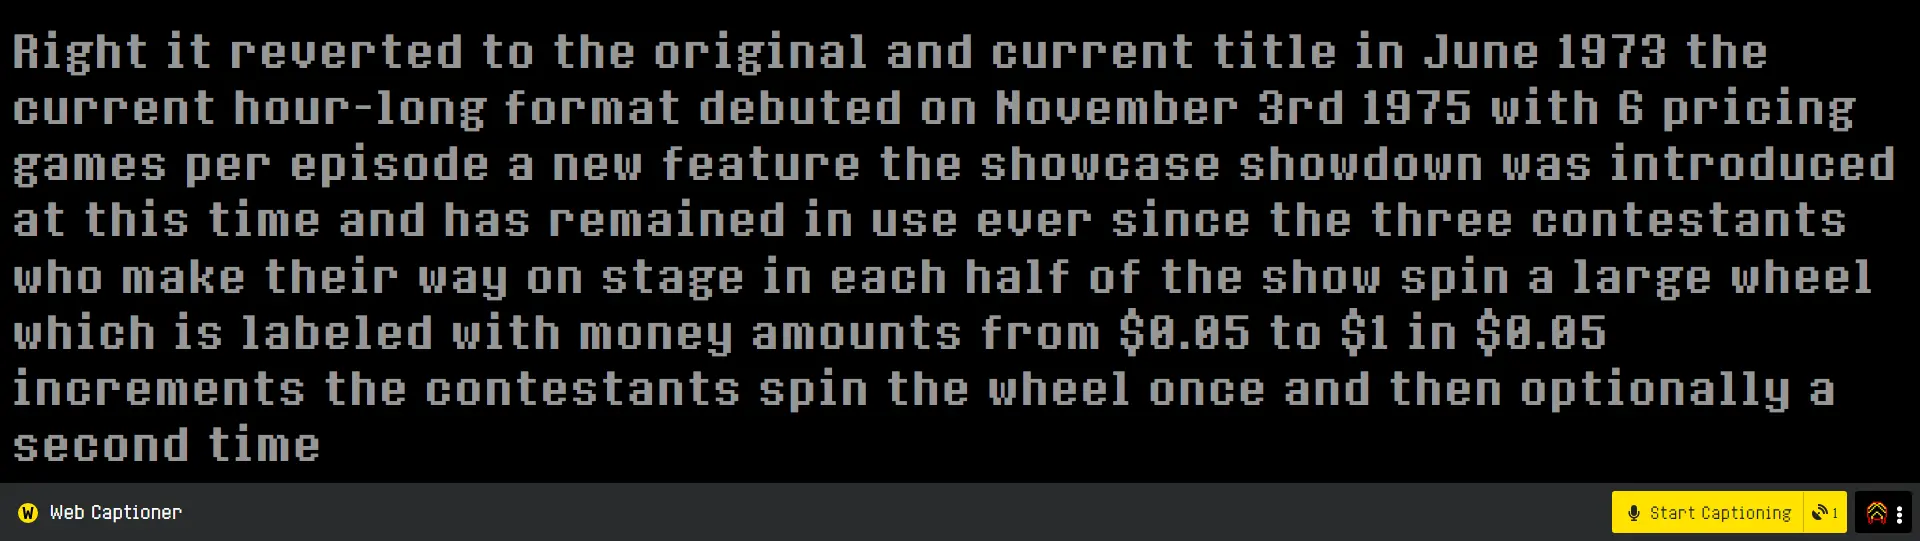 Right it reverted to the original and current title in June 1973 the
current hour-long format debuted on November 3rd 1975 with 6 pricing
games per episode a new feature the showcase showdown was introduced
at this time and has remained in use ever since the three contestants
who make their way on stage in each half of the show spin a large wheel
which is labeled with money amounts from $0.05 to $1 in $0.05
increments the contestants spin the wheel once and then optionally a
second time
W Web Captioner
Start Captioning 1